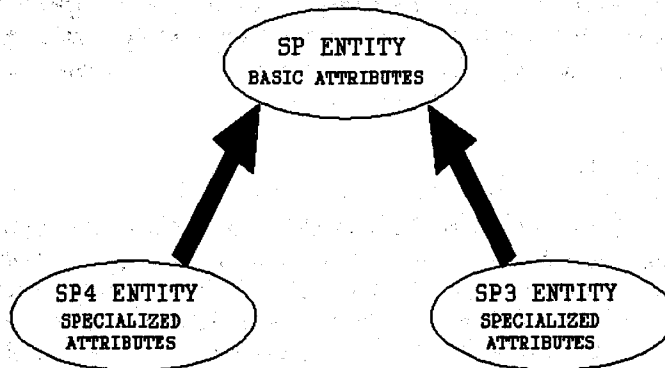 SP ENTITY
BASIC ATTRIBUTES
SP4 ENTITY
SPECIALIZED
ATTRIBUTES
SP3 ENTITY
SPECIALIZED
ATTRIBUTES